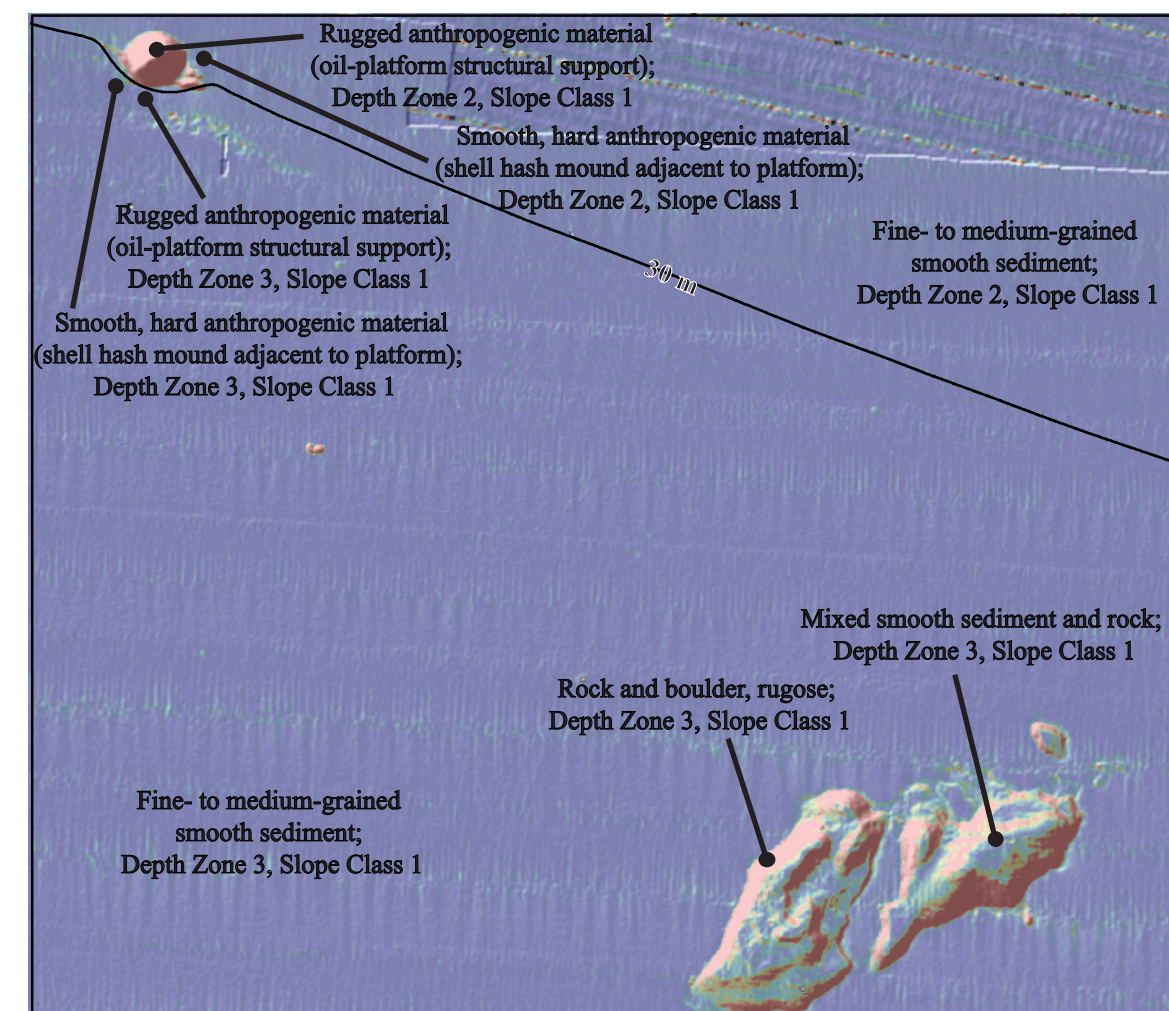 Rugged anthropogenic material
(oil-platform structural support);
Depth Zone 2, Slope Class 1
Smooth, hard anthropogenic material
(shell hash mound adjacent to platform);
Depth Zone 2, Slope Class 1
Rugged anthropogenic material
(oil-platform structural support);
Depth Zone 3, Slope Class 1
Fine- to medium-grained
smooth sediment;
Depth Zone 2, Slope Class 1
30 m
Smooth, hard anthropogenic material
(shell hash mound adjacent to platform);
Depth Zone 3, Slope Class 1
Mixed smooth sediment and rock;
Depth Zone 3, Slope Class 1
Rock and boulder, rugose;
Depth Zone 3, Slope Class 1
Fine- to medium-grained
smooth sediment;
Depth Zone 3, Slope Class 1